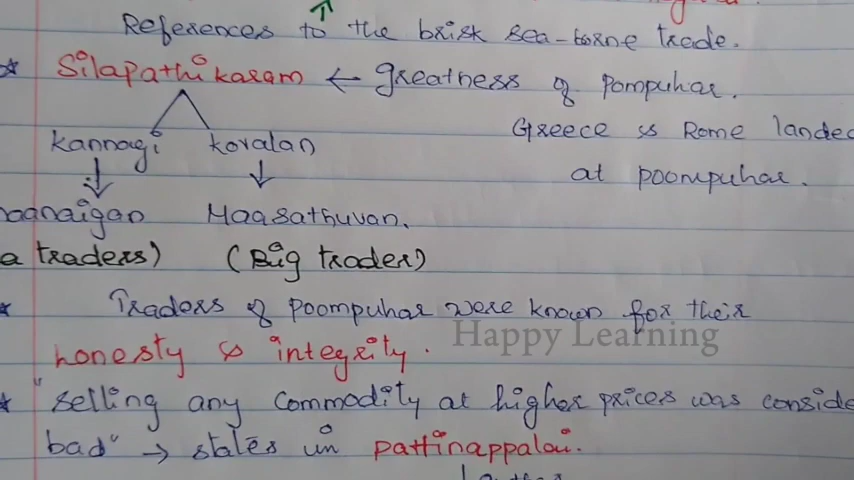 References to the brisk sea-borne trade.
* Silapathikaram ← greatness of pompuhar.
Greece & Rome landed
kannagi kovalan
at poompuhar.
Maasathuvan.
a traders) (Big trader)
* Traders of poompuhar were known for their
Happy Learning
honesty & integrity.
* "selling any commodity at higher prices was conside
bad" → states in pattinappalai.